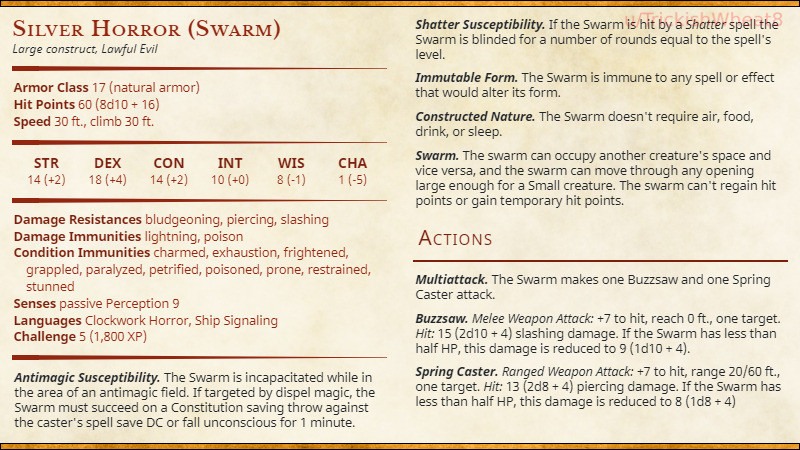 Silver Horror (Swarm)
Large construct, Lawful Evil
Armor Class 17 (natural armor)
Hit Points 60 (8d10 + 16)
Speed 30 ft., climb 30 ft.
STR DEX CON INT WIS CHA
14 (+2) 18 (+4) 14 (+2) 10 (+0) 8 (-1) 1 (-5)
Damage Resistances bludgeoning, piercing, slashing
Damage Immunities lightning, poison
Condition Immunities charmed, exhaustion, frightened,
grappled, paralyzed, petrified, poisoned, prone, restrained,
stunned
Senses passive Perception 9
Languages Clockwork Horror, Ship Signaling
Challenge 5 (1,800 XP)
Antimagic Susceptibility. The Swarm is incapacitated while in
the area of an antimagic field. If targeted by dispel magic, the
Swarm must succeed on a Constitution saving throw against
the caster's spell save DC or fall unconscious for 1 minute.
u/TrickishWheat8
Shatter Susceptibility. If the Swarm is hit by a Shatter spell the
Swarm is blinded for a number of rounds equal to the spell's
level.
Immutable Form. The Swarm is immune to any spell or effect
that would alter its form.
Constructed Nature. The Swarm doesn't require air, food,
drink, or sleep.
Swarm. The swarm can occupy another creature's space and
vice versa, and the swarm can move through any opening
large enough for a Small creature. The swarm can't regain hit
points or gain temporary hit points.
Actions
Multiattack. The Swarm makes one Buzzsaw and one Spring
Caster attack.
Buzzsaw. Melee Weapon Attack: +7 to hit, reach 0 ft., one target.
Hit: 15 (2d10 + 4) slashing damage. If the Swarm has less than
half HP, this damage is reduced to 9 (1d10 + 4).
Spring Caster. Ranged Weapon Attack: +7 to hit, range 20/60 ft.,
one target. Hit: 13 (2d8 + 4) piercing damage. If the Swarm has
less than half HP, this damage is reduced to 8 (1d8 + 4)